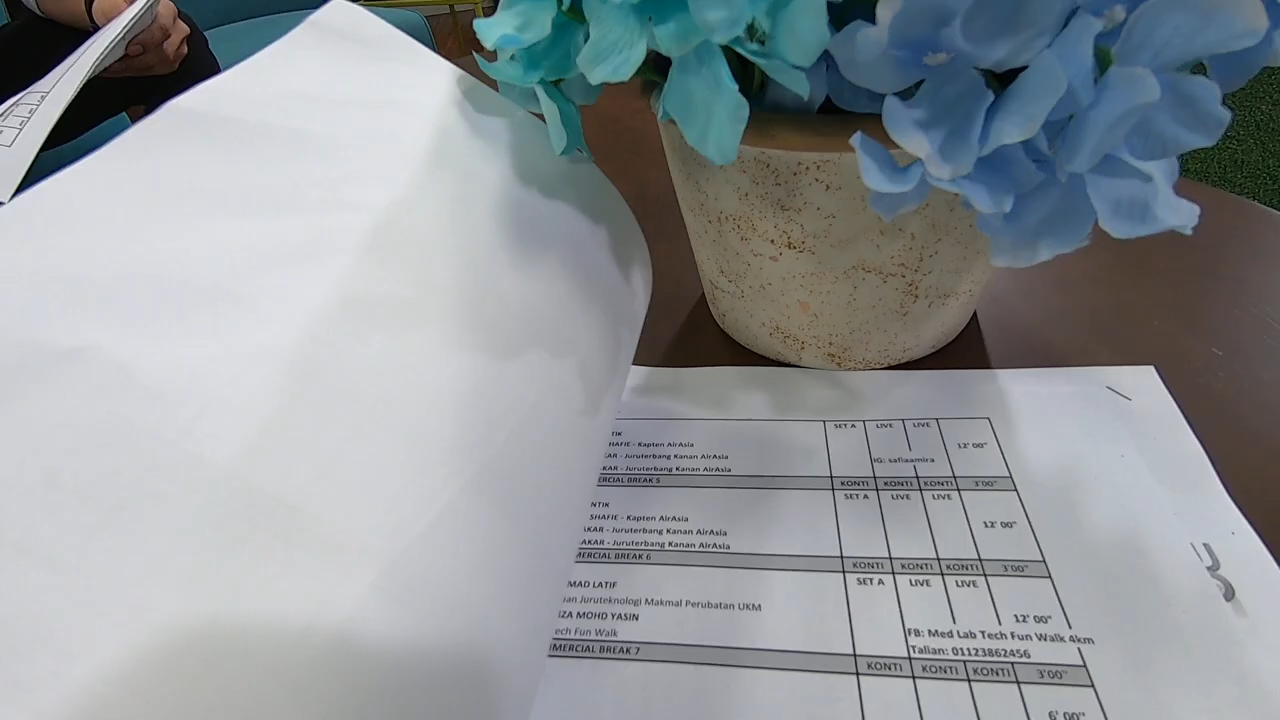 TIK SET A LIVE LIVE
HAFIE - Kapten AirAsia 12' 00"
KAR - Juruterbang Kanan AirAsia IG: safiaamira
KAR - Juruterbang Kanan AirAsia
ERCIAL BREAK 5 KONTI KONTI KONTI 3'00"
NTIK SET A LIVE LIVE
SHAFIE - Kapten AirAsia 12' 00"
AKAR - Juruterbang Kanan AirAsia
AKAR - Juruterbang Kanan AirAsia
MERCIAL BREAK 6 KONTI KONTI KONTI 3'00"
MAD LATIF SET A LIVE LIVE
an Juruteknologi Makmal Perubatan UKM
IZA MOHD YASIN 12' 00"
ech Fun Walk FB: Med Lab Tech Fun Walk 4km
Talian: 01123862456
MERCIAL BREAK 7 KONTI KONTI KONTI 3'00"
6' 00"